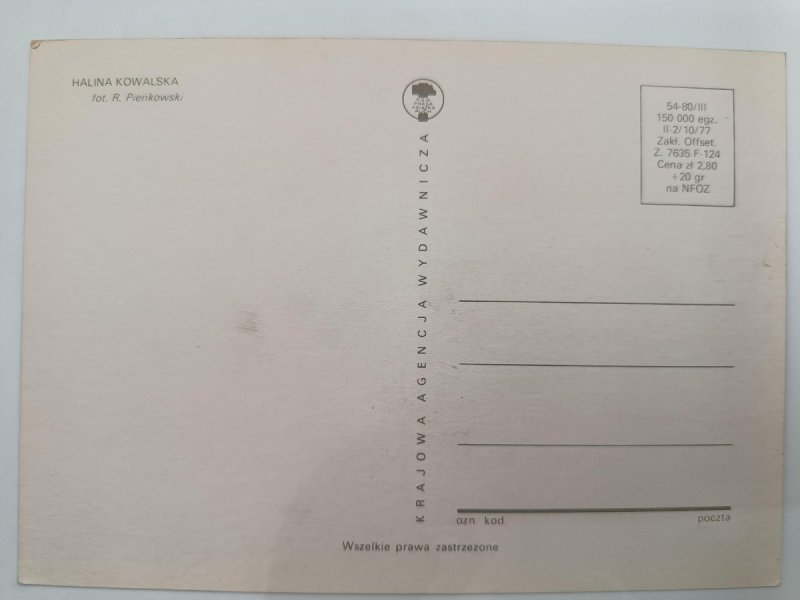 HALINA KOWALSKA
fot. R. Pieńkowski
KRAJOWA AGENCJA WYDAWNICZA
54-80/III
150 000 egz.
II-2/10/77
Zakł. Offset.
Z. 7635 F-124
Cena zł 2,80
+20 gr
na NFOZ
ozn. kod.
poczta
Wszelkie prawa zastrzeżone